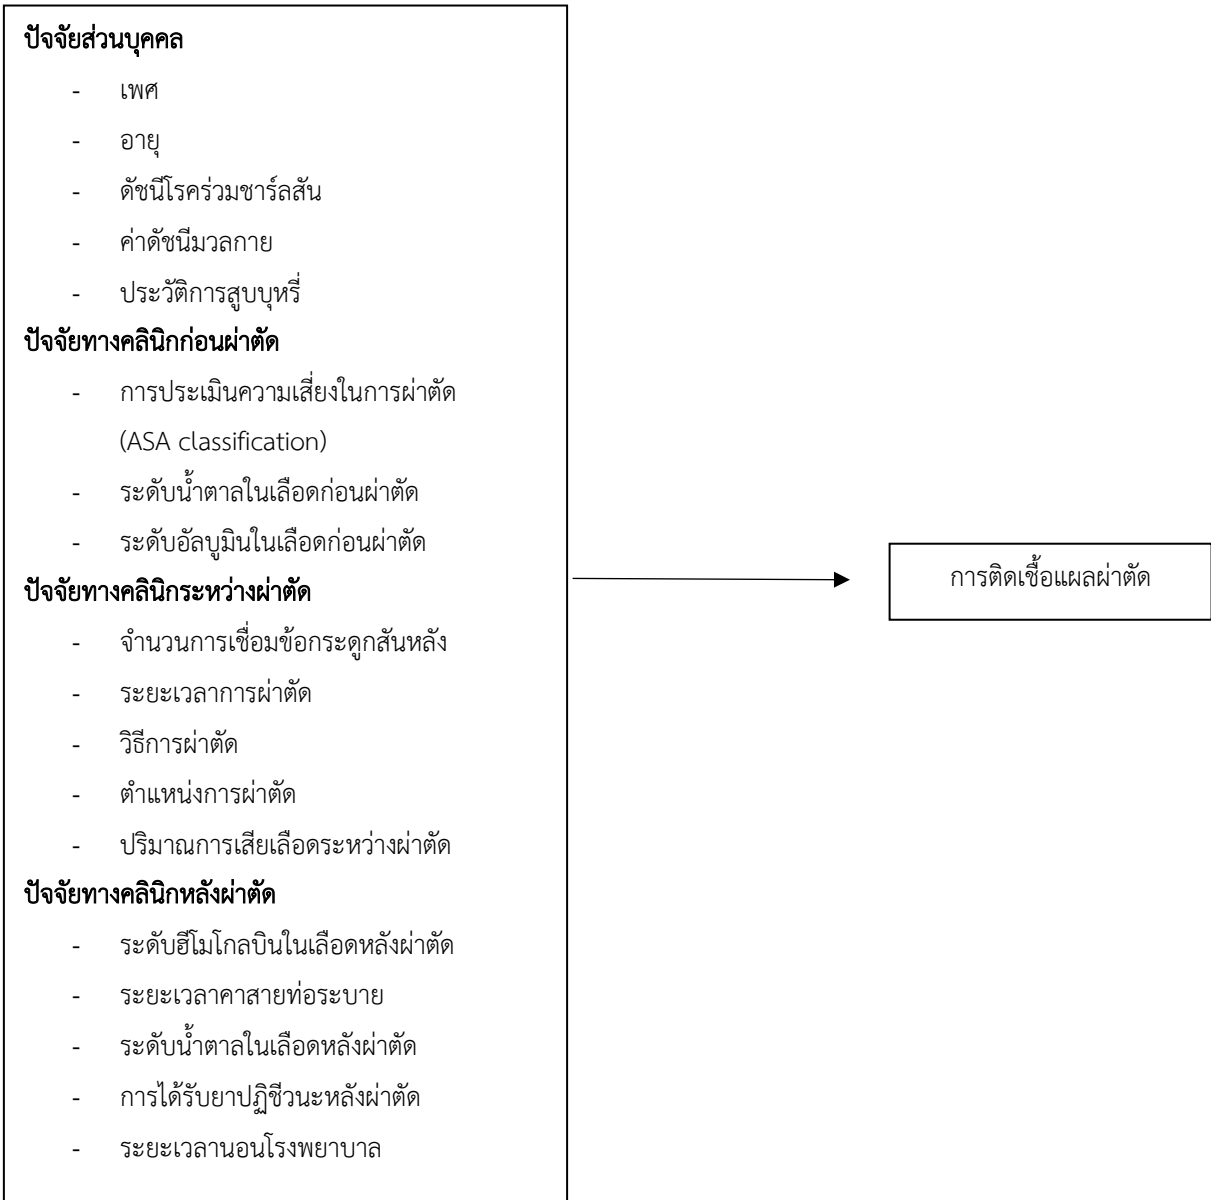 ปัจจัยส่วนบุคคล
- เพศ
- อายุ
- ดัชนีโรคร่วมชาร์ลสัน
- ค่าดัชนีมวลกาย
- ประวัติการสูบบุหรี่
ปัจจัยทางคลินิกก่อนผ่าตัด
- การประเมินความเสี่ยงในการผ่าตัด
(ASA classification)
- ระดับน้ำตาลในเลือดก่อนผ่าตัด
- ระดับอัลบูมินในเลือดก่อนผ่าตัด
ปัจจัยทางคลินิกระหว่างผ่าตัด
- จำนวนการเชื่อมข้อกระดูกสันหลัง
- ระยะเวลาการผ่าตัด
- วิธีการผ่าตัด
- ตำแหน่งการผ่าตัด
- ปริมาณการเสียเลือดระหว่างผ่าตัด
ปัจจัยทางคลินิกหลังผ่าตัด
- ระดับฮีโมโกลบินในเลือดหลังผ่าตัด
- ระยะเวลาคาสายท่อระบาย
- ระดับน้ำตาลในเลือดหลังผ่าตัด
- การได้รับยาปฏิชีวนะหลังผ่าตัด
- ระยะเวลานอนโรงพยาบาล
การติดเชื้อแผลผ่าตัด